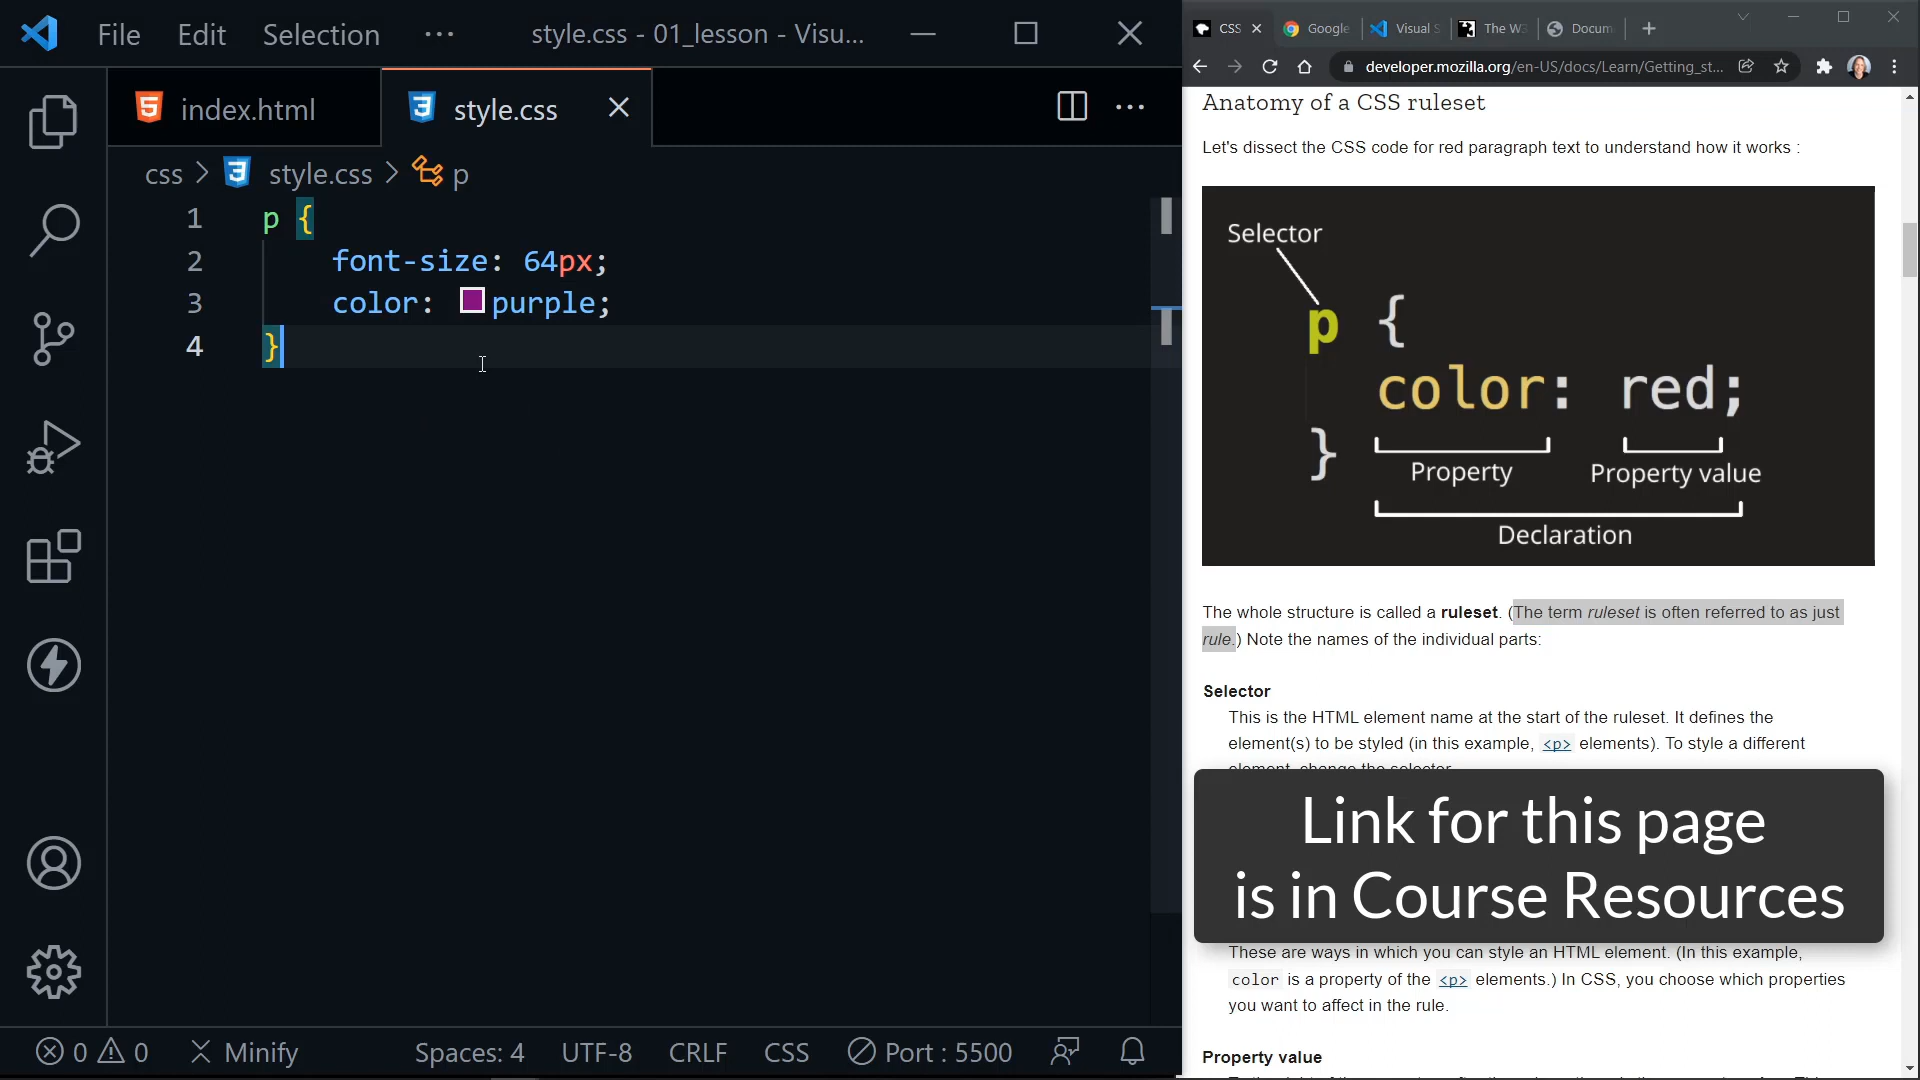 File Edit Selection ··· style.css - 01_lesson - Visu...
index.html style.css
css > style.css > p
1 p {
2 font-size: 64px;
3 color: purple;
4 }
0 0 Minify Spaces: 4 UTF-8 CRLF CSS Port : 5500
CSS Google Visual S The W3 Docum
developer.mozilla.org/en-US/docs/Learn/Getting_st...
Anatomy of a CSS ruleset
Let's dissect the CSS code for red paragraph text to understand how it works :
Selector
p {
color: red;
}
Property Property value
Declaration
The whole structure is called a ruleset. (The term ruleset is often referred to as just
rule.) Note the names of the individual parts:
Selector
This is the HTML element name at the start of the ruleset. It defines the
element(s) to be styled (in this example, <p> elements). To style a different
element, change the selector.
Link for this page
is in Course Resources
These are ways in which you can style an HTML element. (In this example,
color is a property of the <p> elements.) In CSS, you choose which properties
you want to affect in the rule.
Property value